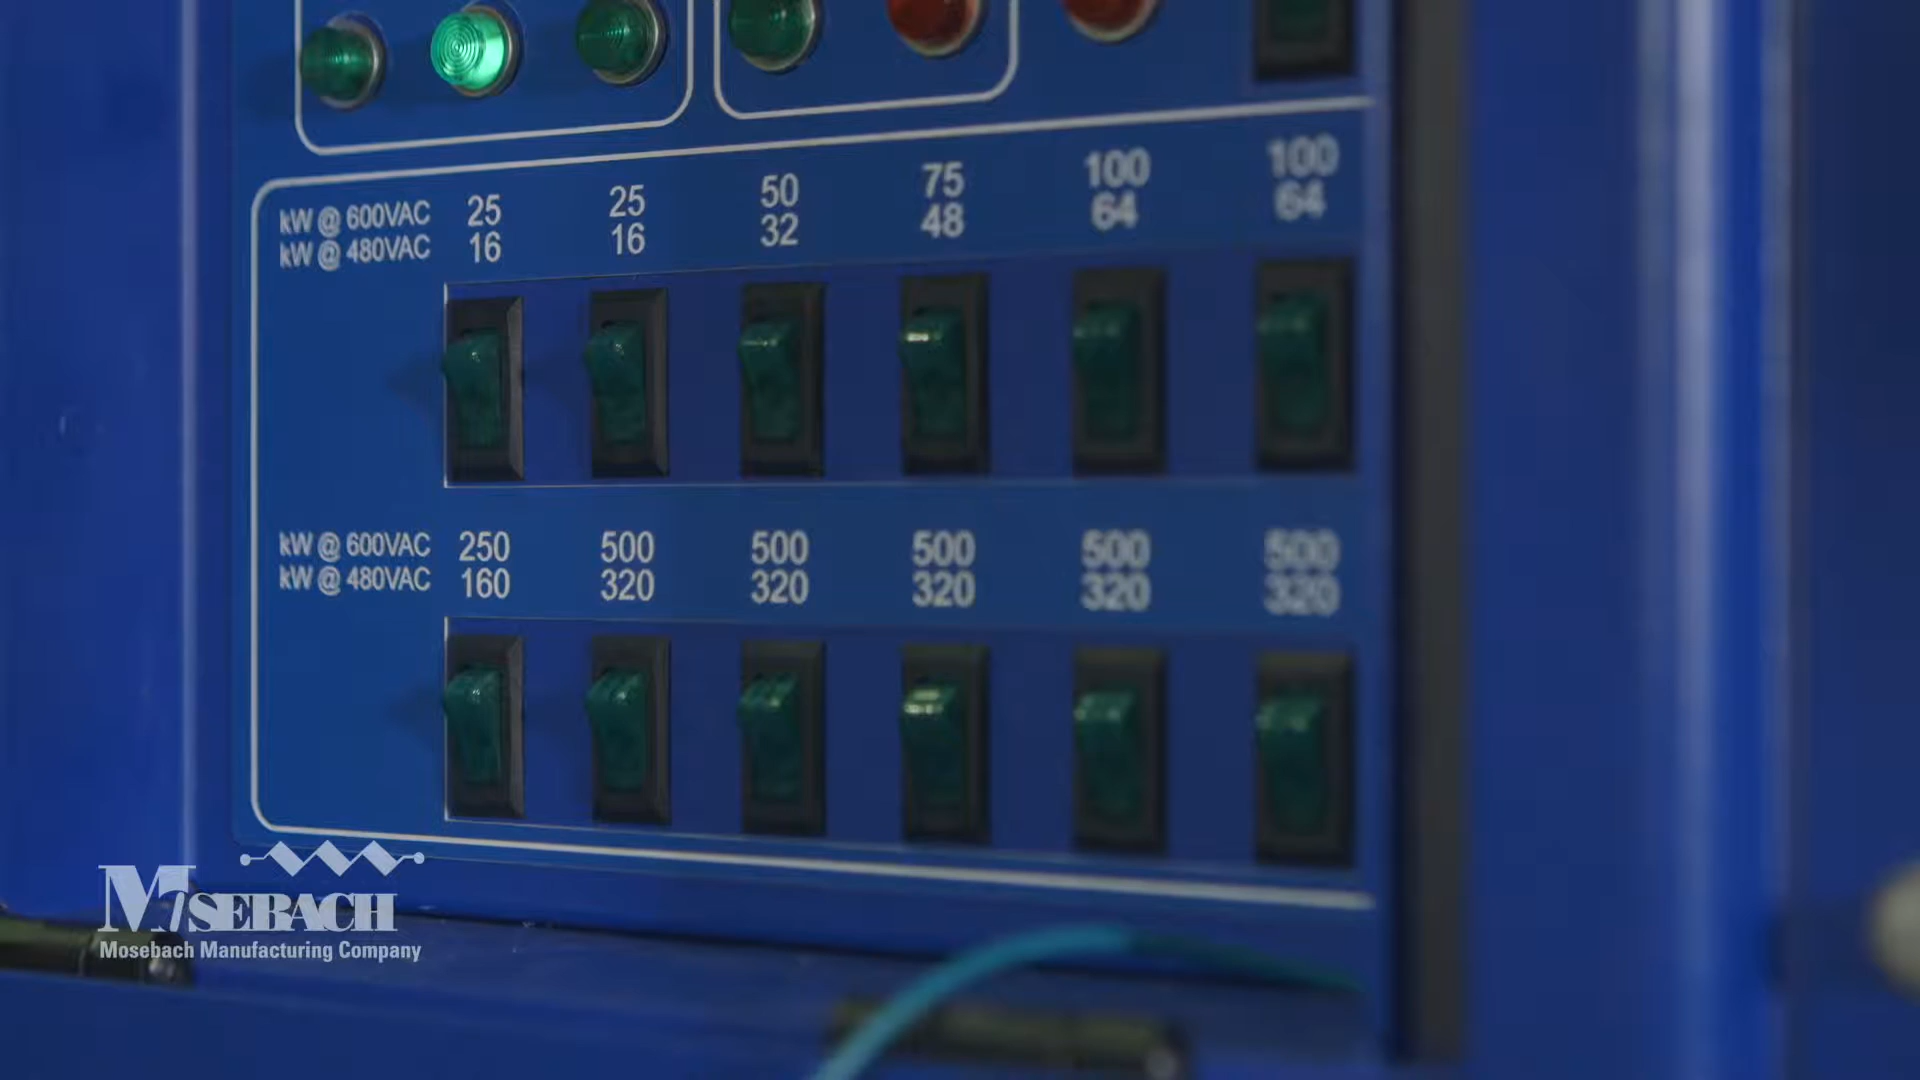 kW @ 600VAC 25 25 50 75 100 100
kW @ 480VAC 16 16 32 48 64 64
kW @ 600VAC 250 500 500 500 500 500
kW @ 480VAC 160 320 320 320 320 320
MOSEBACH
Mosebach Manufacturing Company